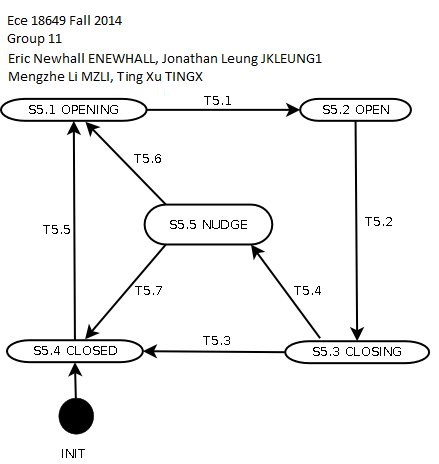 Ece 18649 Fall 2014
Group 11
Eric Newhall ENEWHALL, Jonathan Leung JKLEUNG1
Mengzhe Li MZLI, Ting Xu TINGX
S5.1 OPENING
T5.1
S5.2 OPEN
T5.6
T5.5
S5.5 NUDGE
T5.2
T5.7
T5.4
S5.4 CLOSED
T5.3
S5.3 CLOSING
INIT